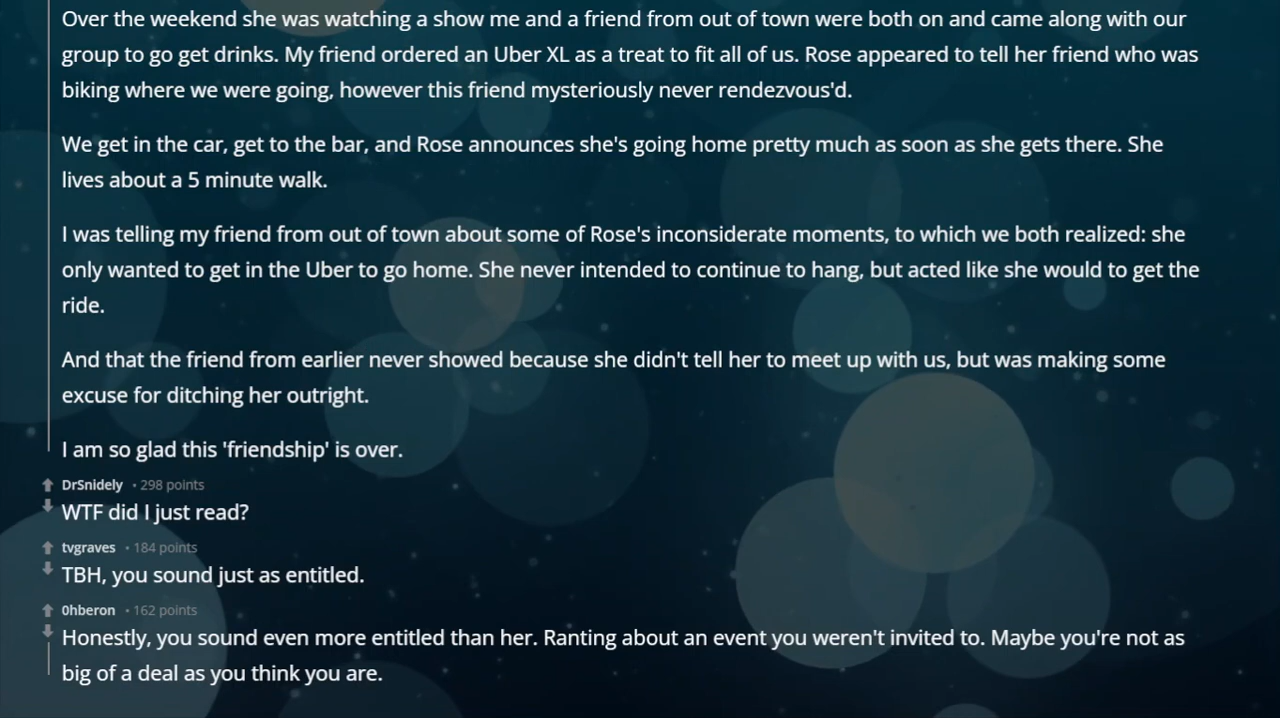 Over the weekend she was watching a show me and a friend from out of town were both on and came along with our
group to go get drinks. My friend ordered an Uber XL as a treat to fit all of us. Rose appeared to tell her friend who was
biking where we were going, however this friend mysteriously never rendezvous'd.
We get in the car, get to the bar, and Rose announces she's going home pretty much as soon as she gets there. She
lives about a 5 minute walk.
I was telling my friend from out of town about some of Rose's inconsiderate moments, to which we both realized: she
only wanted to get in the Uber to go home. She never intended to continue to hang, but acted like she would to get the
ride.
And that the friend from earlier never showed because she didn't tell her to meet up with us, but was making some
excuse for ditching her outright.
I am so glad this 'friendship' is over.
DrSnidely • 298 points
WTF did I just read?
tvgraves • 184 points
TBH, you sound just as entitled.
0hberon • 162 points
Honestly, you sound even more entitled than her. Ranting about an event you weren't invited to. Maybe you're not as
big of a deal as you think you are.